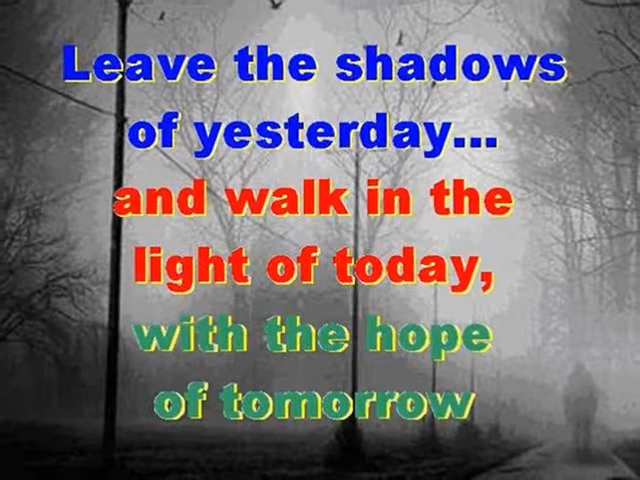 Leave the shadows
of yesterday...
and walk in the
light of today,
with the hope
of tomorrow